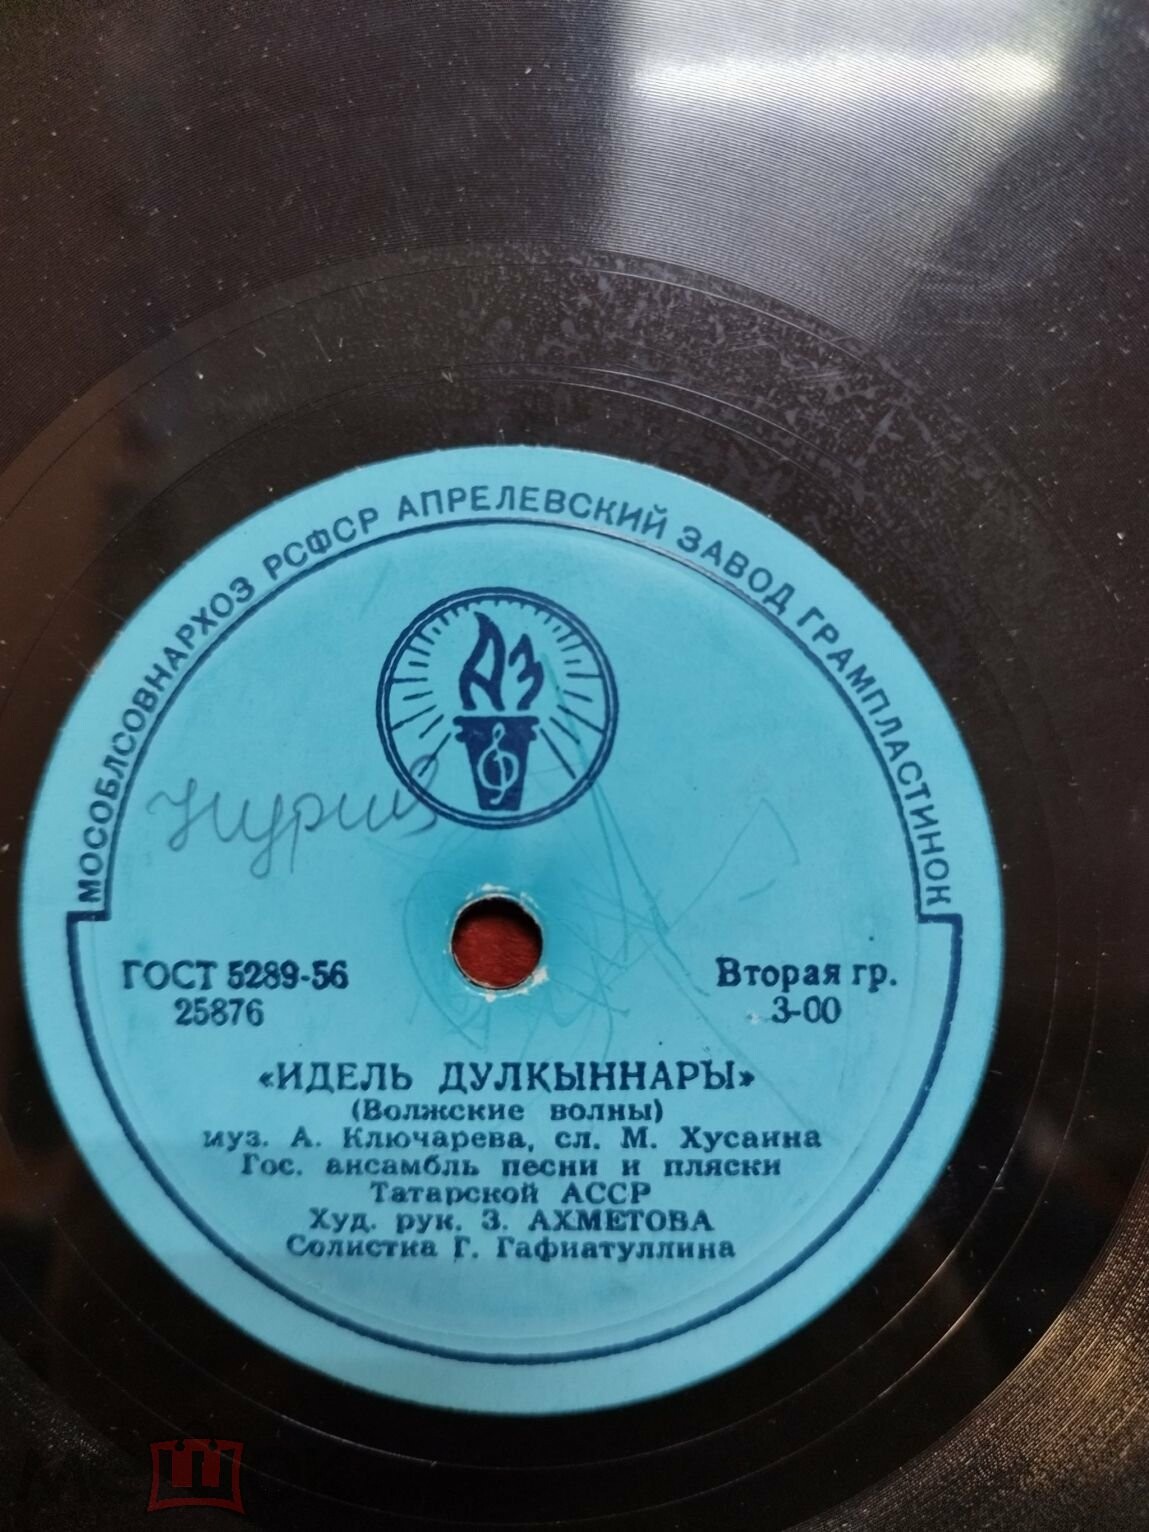 МОСОБЛСОВНАРХОЗ РСФСР АПРЕЛЕВСКИЙ ЗАВОД ГРАМПЛАСТИНОК
АЗ
ГОСТ 5289-56
25876
Вторая гр.
3-00
«ИДЕЛЬ ДУЛКЫННАРЫ»
(Волжские волны)
муз. А. Ключарева, сл. М. Хусаина
Гос. ансамбль песни и пляски
Татарской АССР
Худ. рук. З. АХМЕТОВА
Солистка Г. Гафиатуллина